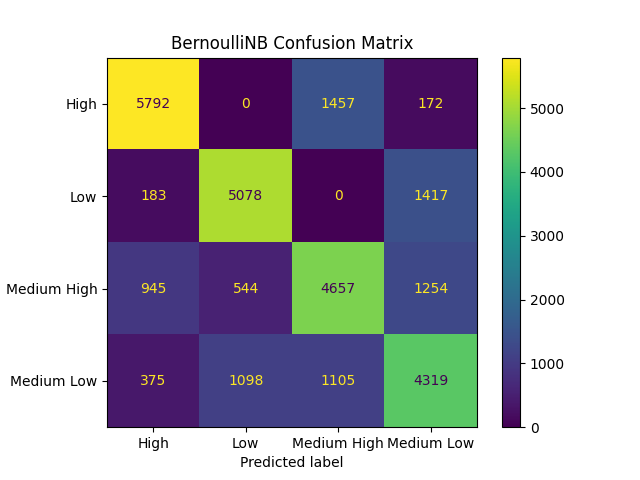 BernoulliNB Confusion Matrix
High 5792 0 1457 172
Low 183 5078 0 1417
Medium High 945 544 4657 1254
Medium Low 375 1098 1105 4319
High Low Medium High Medium Low
Predicted label
5000
4000
3000
2000
1000
0